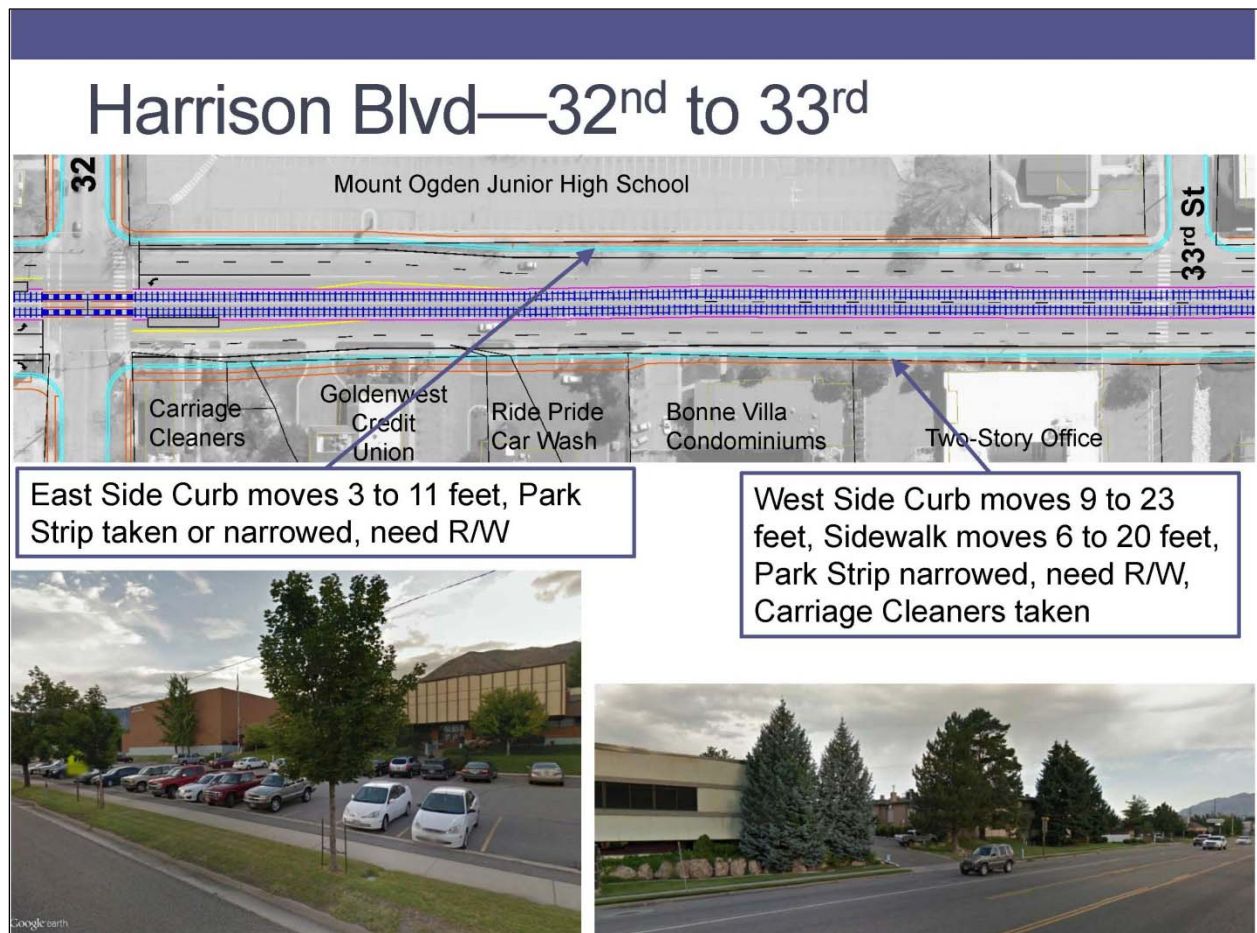 Harrison Blvd—32nd to 33rd
32
Mount Ogden Junior High School
33rd St
Carriage
Cleaners
Goldenwest
Credit
Union
Ride Pride
Car Wash
Bonne Villa
Condominiums
Two-Story Office
East Side Curb moves 3 to 11 feet, Park
Strip taken or narrowed, need R/W
West Side Curb moves 9 to 23
feet, Sidewalk moves 6 to 20 feet,
Park Strip narrowed, need R/W,
Carriage Cleaners taken
Google earth